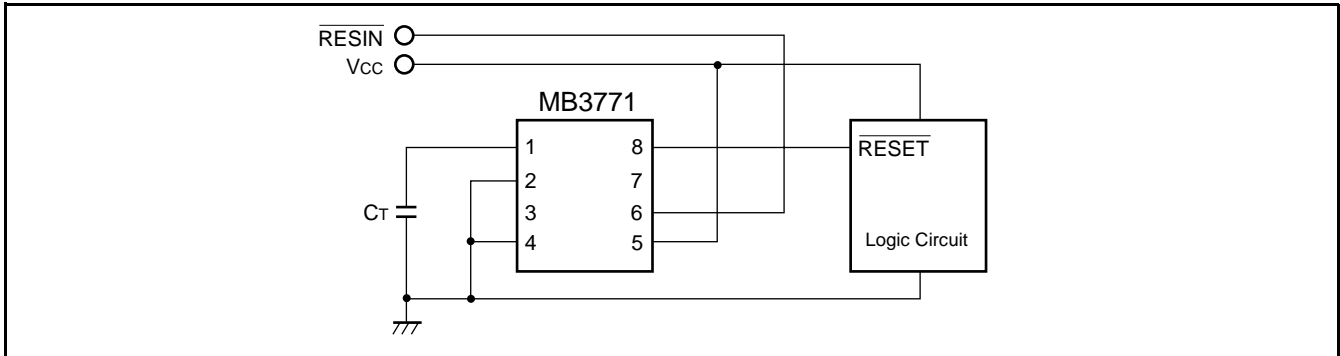 RESIN
VCC
MB3771
1 8
2 7
3 6
4 5
RESET
CT
Logic Circuit